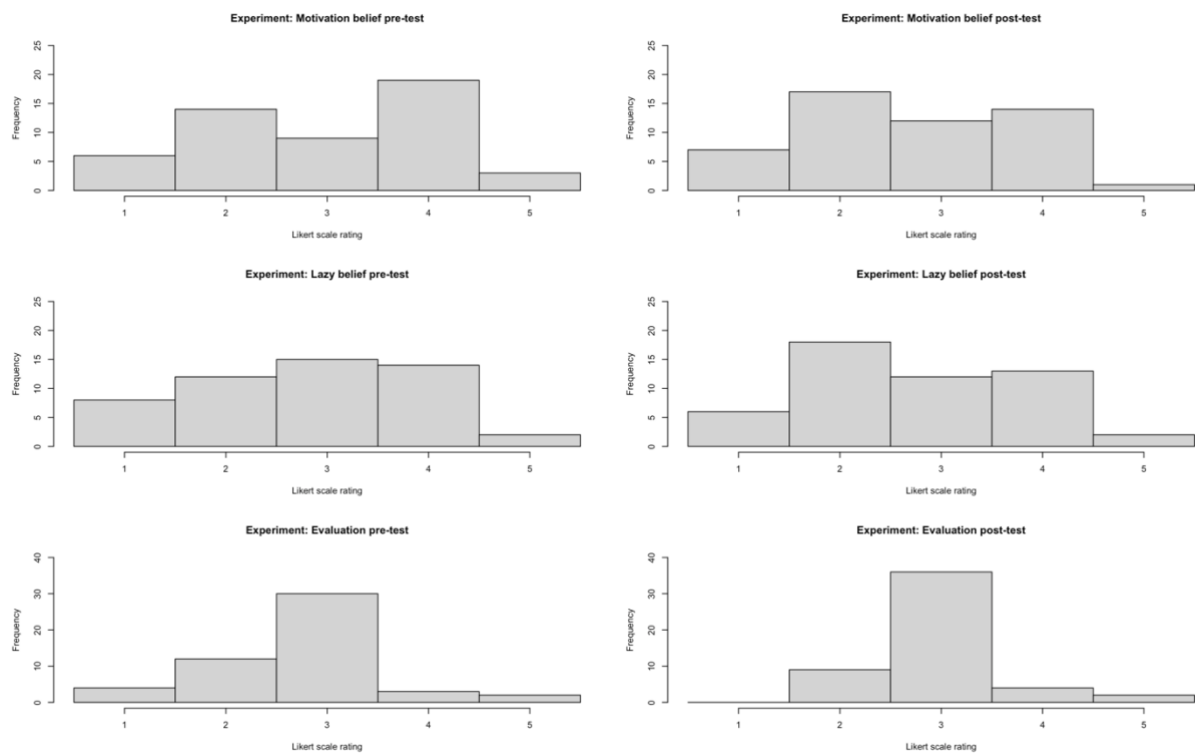 Experiment: Motivation belief pre-test
Frequency
25
20
15
10
5
0
1 2 3 4 5
Likert scale rating
Experiment: Motivation belief post-test
Frequency
25
20
15
10
5
0
1 2 3 4 5
Likert scale rating
Experiment: Lazy belief pre-test
Frequency
25
20
15
10
5
0
1 2 3 4 5
Likert scale rating
Experiment: Lazy belief post-test
Frequency
25
20
15
10
5
0
1 2 3 4 5
Likert scale rating
Experiment: Evaluation pre-test
Frequency
40
30
20
10
0
1 2 3 4 5
Likert scale rating
Experiment: Evaluation post-test
Frequency
40
30
20
10
0
1 2 3 4 5
Likert scale rating